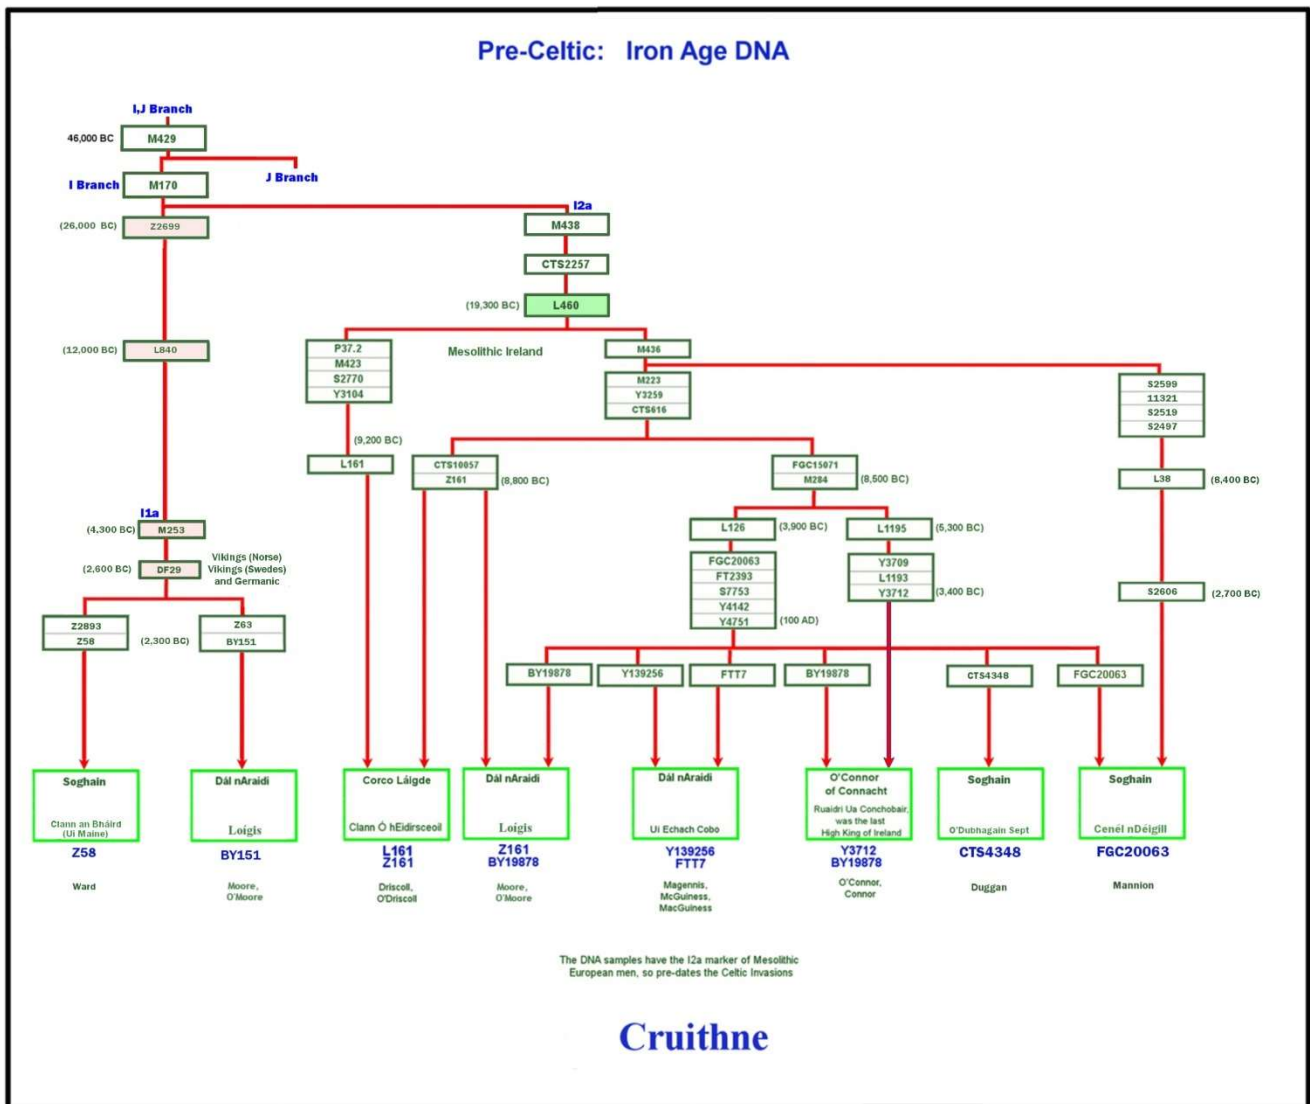 Pre-Celtic: Iron Age DNA
I,J Branch
46,000 BC
M429
J Branch
I Branch
M170
I2a
(26,000 BC)
Z2699
M438
CTS2257
(19,300 BC)
L460
(12,000 BC)
L840
P37.2
M423
S2770
Y3104
Mesolithic Ireland
M436
M223
Y3259
CTS616
S2599
11321
S2519
S2497
(9,200 BC)
L161
CTS10057
Z161
(8,800 BC)
FGC15071
M284
(8,500 BC)
L38
(8,400 BC)
I1a
(4,300 BC)
M253
L126
(3,900 BC)
L1195
(5,300 BC)
(2,600 BC)
DF29
Vikings (Norse)
Vikings (Swedes)
and Germanic
FGC20063
FT2393
S7753
Y4142
Y4751
(100 AD)
Y3709
L1193
Y3712
(3,400 BC)
S2606
(2,700 BC)
Z2893
Z58
(2,300 BC)
Z63
BY151
BY19878
Y139256
FTT7
BY19878
CTS4348
FGC20063
Soghain
Clann an Bháird
(Ui Maine)
Z58
Ward
Dál nAraidi
Loígis
BY151
Moore,
O'Moore
Corco Láigde
Clann Ó hEidirsceoil
L161
Z161
Driscoll,
O'Driscoll
Dál nAraidi
Loígis
Z161
BY19878
Moore,
O'Moore
Dál nAraidi
Ui Echach Cobo
Y139256
FTT7
Magennis,
McGuiness,
MacGuiness
O'Connor
of Connacht
Ruaidri Ua Conchobair,
was the last
High King of Ireland
Y3712
BY19878
O'Connor,
Connor
Soghain
O'Dubhagain Sept
CTS4348
Duggan
Soghain
Cenél nDéigill
FGC20063
Mannion
The DNA samples have the I2a marker of Mesolithic
European men, so pre-dates the Celtic Invasions
Cruithne